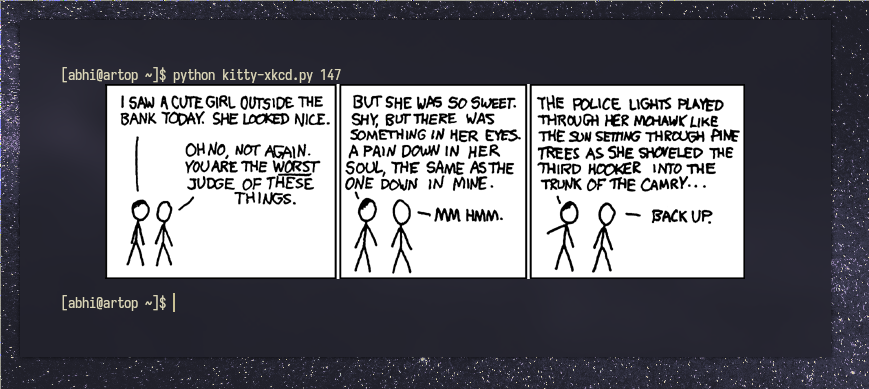 [abhi@artop ~]$ python kitty-xkcd.py 147
I SAW A CUTE GIRL OUTSIDE THE
BANK TODAY. SHE LOOKED NICE.
OH NO, NOT AGAIN.
YOU ARE THE WORST
JUDGE OF THESE
THINGS.
BUT SHE WAS SO SWEET.
SHY, BUT THERE WAS
SOMETHING IN HER EYES.
A PAIN DOWN IN HER
SOUL, THE SAME AS THE
ONE DOWN IN MINE.
MM HMM.
THE POLICE LIGHTS PLAYED
THROUGH HER MOHAWK LIKE
THE SUN SETTING THROUGH PINE
TREES AS SHE SHOVELED THE
THIRD HOOKER INTO THE
TRUNK OF THE CAMRY...
BACK UP.
[abhi@artop ~]$